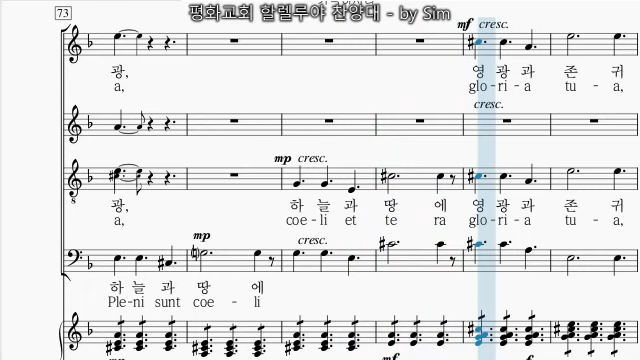 73
평화교회 할렐루야 찬양대 - by Sim
mf cresc.
광, 영 광 과 존 귀
a, glo - ri - a tu - a,
cresc.
mp cresc.
광, 하 늘 과 땅 에 영 광 과 존 귀
a, coe - li et te ra glo - ri - a tu - a,
mp cresc.
하 늘 과 땅 에
Ple - ni sunt coe - li
mf cresc.